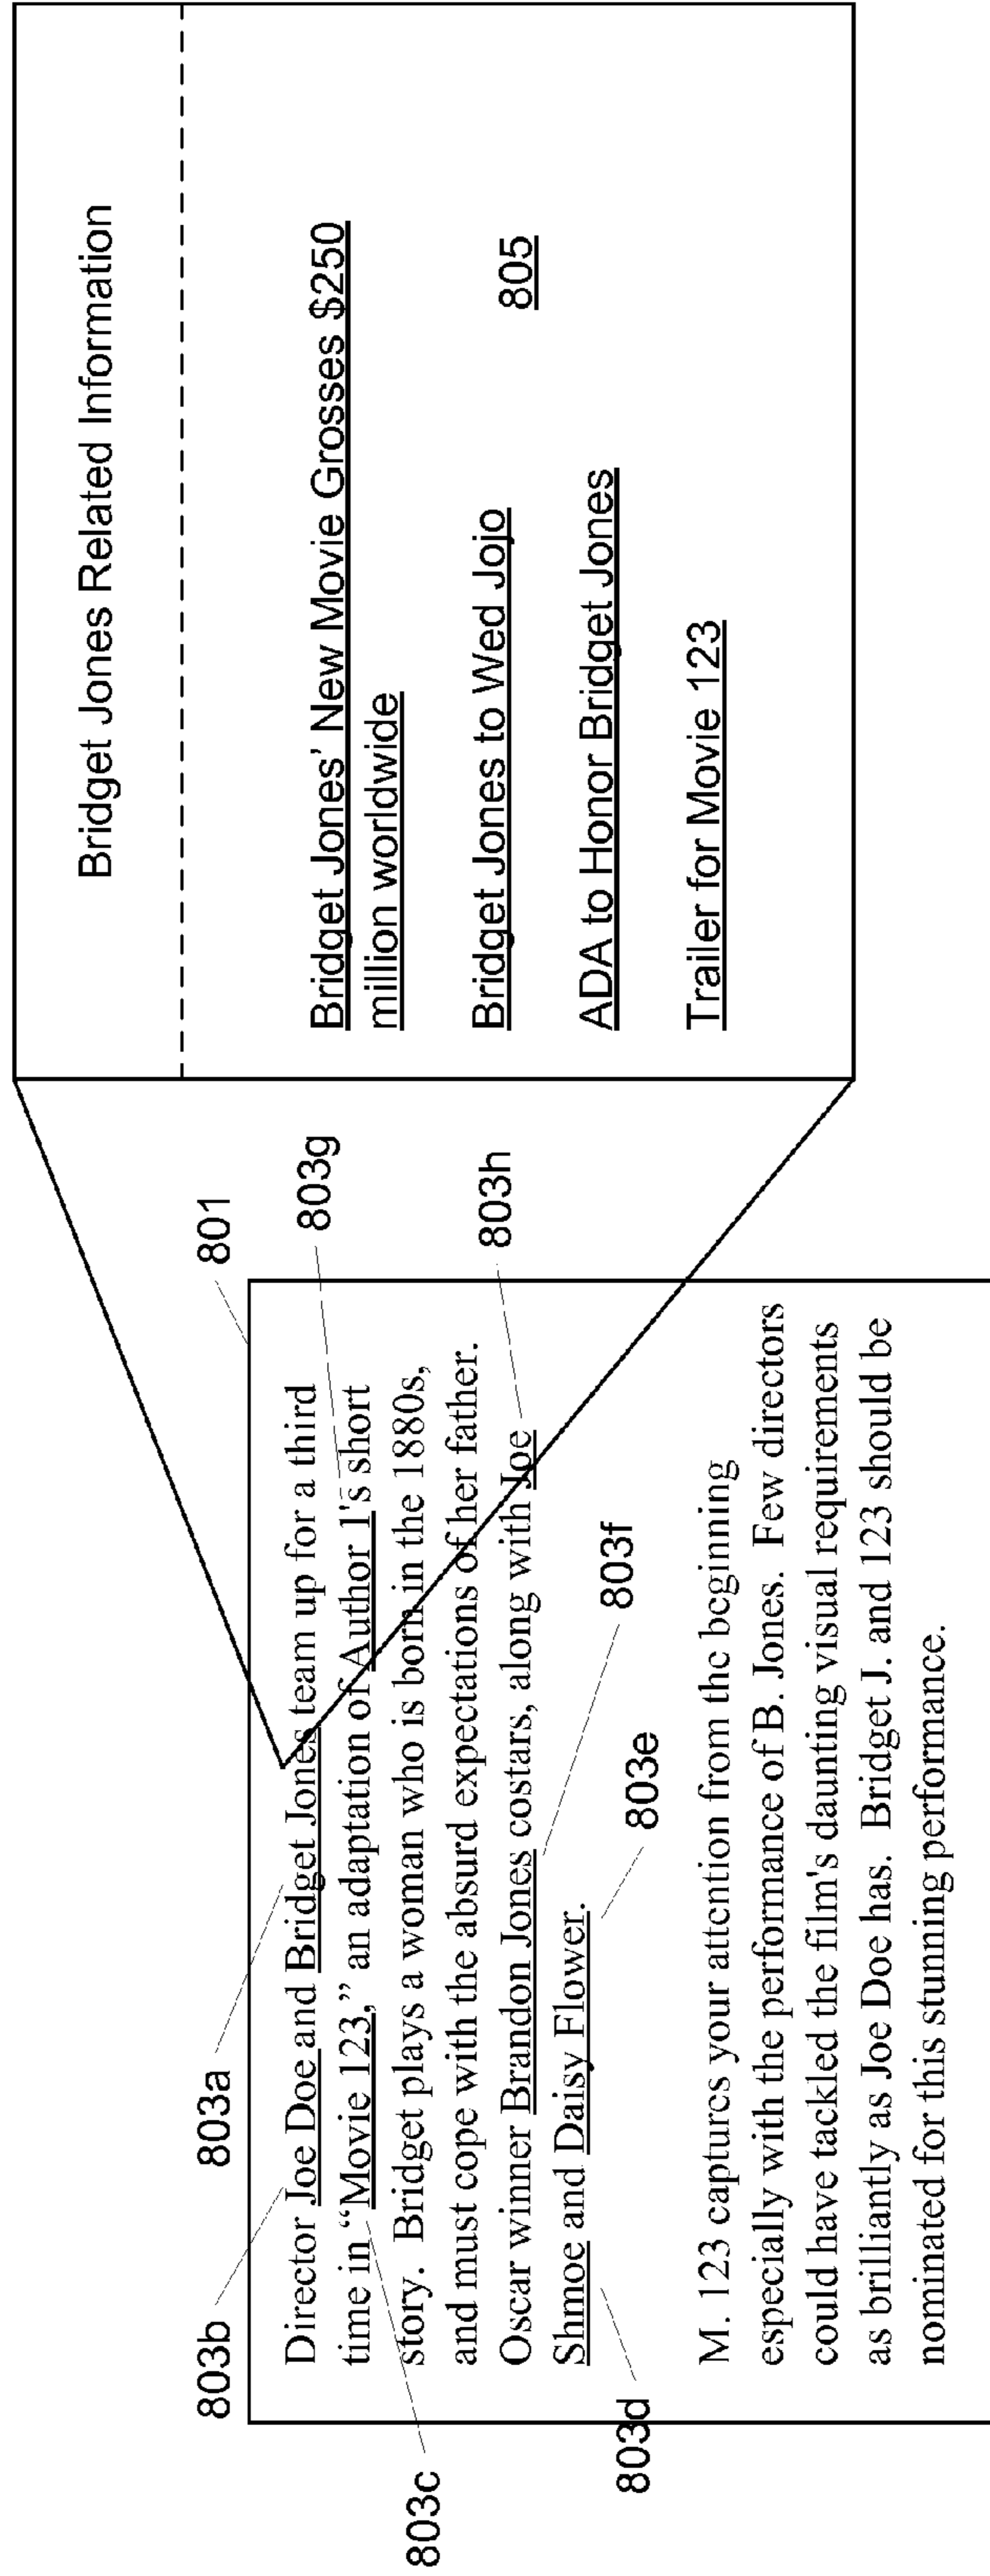 803b
803a
801
Director Joe Doe and Bridget Jones team up for a third
time in “Movie 123,” an adaptation of Author 1's short
story.  Bridget plays a woman who is born in the 1880s,
and must cope with the absurd expectations of her father.
Oscar winner Brandon Jones costars, along with Joe
Shmoe and Daisy Flower.
M. 123 captures your attention from the beginning
especially with the performance of B. Jones.  Few directors
could have tackled the film's daunting visual requirements
as brilliantly as Joe Doe has.  Bridget J. and 123 should be
nominated for this stunning performance.
803c
803d
803e
803f
803g
803h
Bridget Jones Related Information
Bridget Jones’ New Movie Grosses $250
million worldwide
Bridget Jones to Wed Jojo
805
ADA to Honor Bridget Jones
Trailer for Movie 123